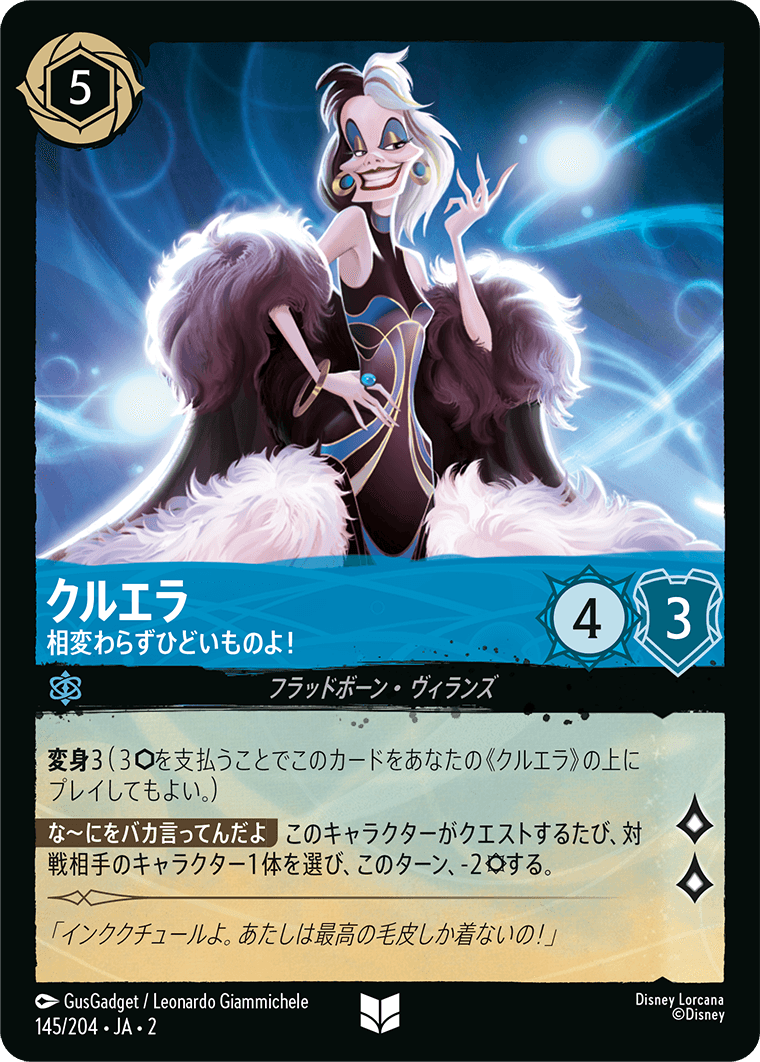 5
クルエラ
相変わらずひどいものよ!
4
3
フラッドボーン・ヴィランズ
変身3(3⬡を支払うことでこのカードをあなたの《クルエラ》の上に
プレイしてもよい。)
な〜にをバカ言ってんだよ このキャラクターがクエストするたび、対
戦相手のキャラクター1体を選び、このターン、-2¤する。
「インククチュールよ。あたしは最高の毛皮しか着ないの!」
GusGadget / Leonardo Giammichele
145/204・JA・2
Disney Lorcana
©Disney